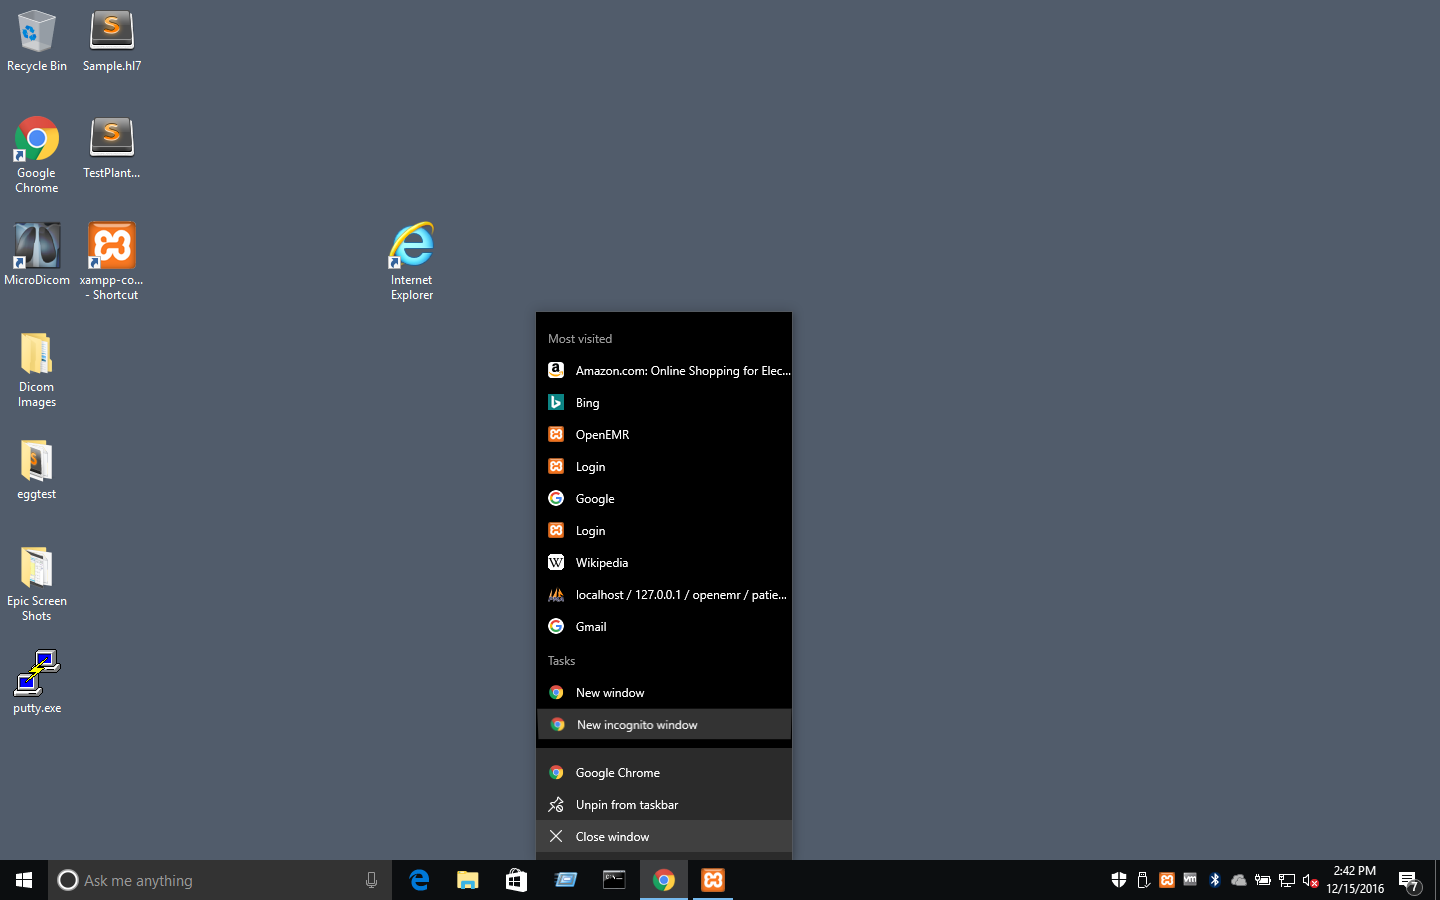 Recycle Bin
Sample.hl7
Google
Chrome
TestPlant...
MicroDicom
xampp-co...
- Shortcut
Internet
Explorer
Dicom
Images
eggtest
Epic Screen
Shots
putty.exe
Most visited
Amazon.com: Online Shopping for Elec...
Bing
OpenEMR
Login
Google
Login
Wikipedia
localhost / 127.0.0.1 / openemr / patie...
Gmail
Tasks
New window
New incognito window
Google Chrome
Unpin from taskbar
Close window
Ask me anything
2:42 PM
12/15/2016
7